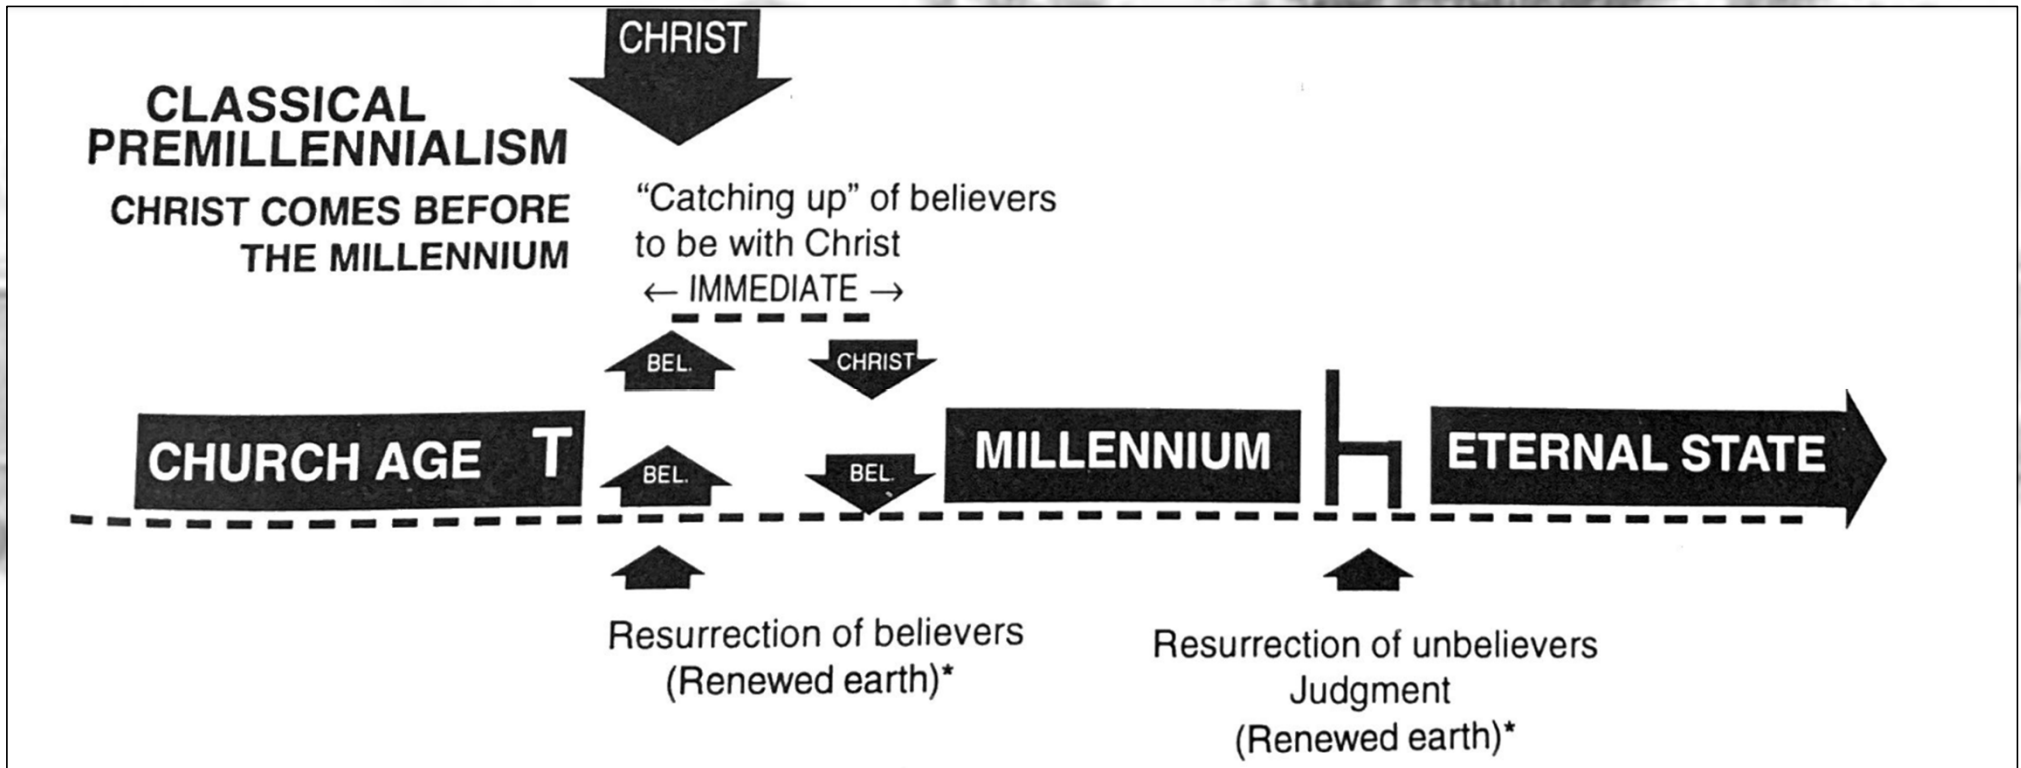 CHRIST
CLASSICAL
PREMILLENNIALISM
CHRIST COMES BEFORE
THE MILLENNIUM
“Catching up” of believers
to be with Christ
← IMMEDIATE →
BEL.
CHRIST
CHURCH AGE T
BEL.
BEL.
MILLENNIUM
ETERNAL STATE
Resurrection of believers
(Renewed earth)*
Resurrection of unbelievers
Judgment
(Renewed earth)*